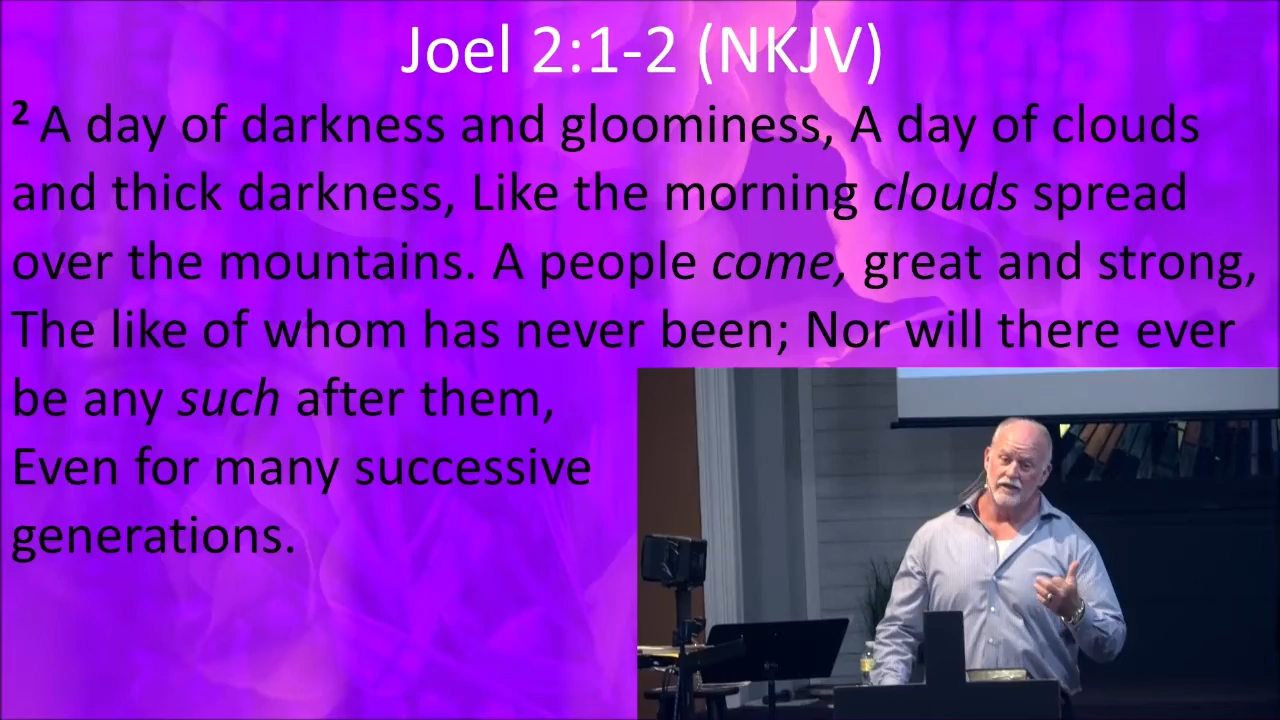 Joel 2:1-2 (NKJV)
2 A day of darkness and gloominess, A day of clouds
and thick darkness, Like the morning clouds spread
over the mountains. A people come, great and strong,
The like of whom has never been; Nor will there ever
be any such after them,
Even for many successive
generations.